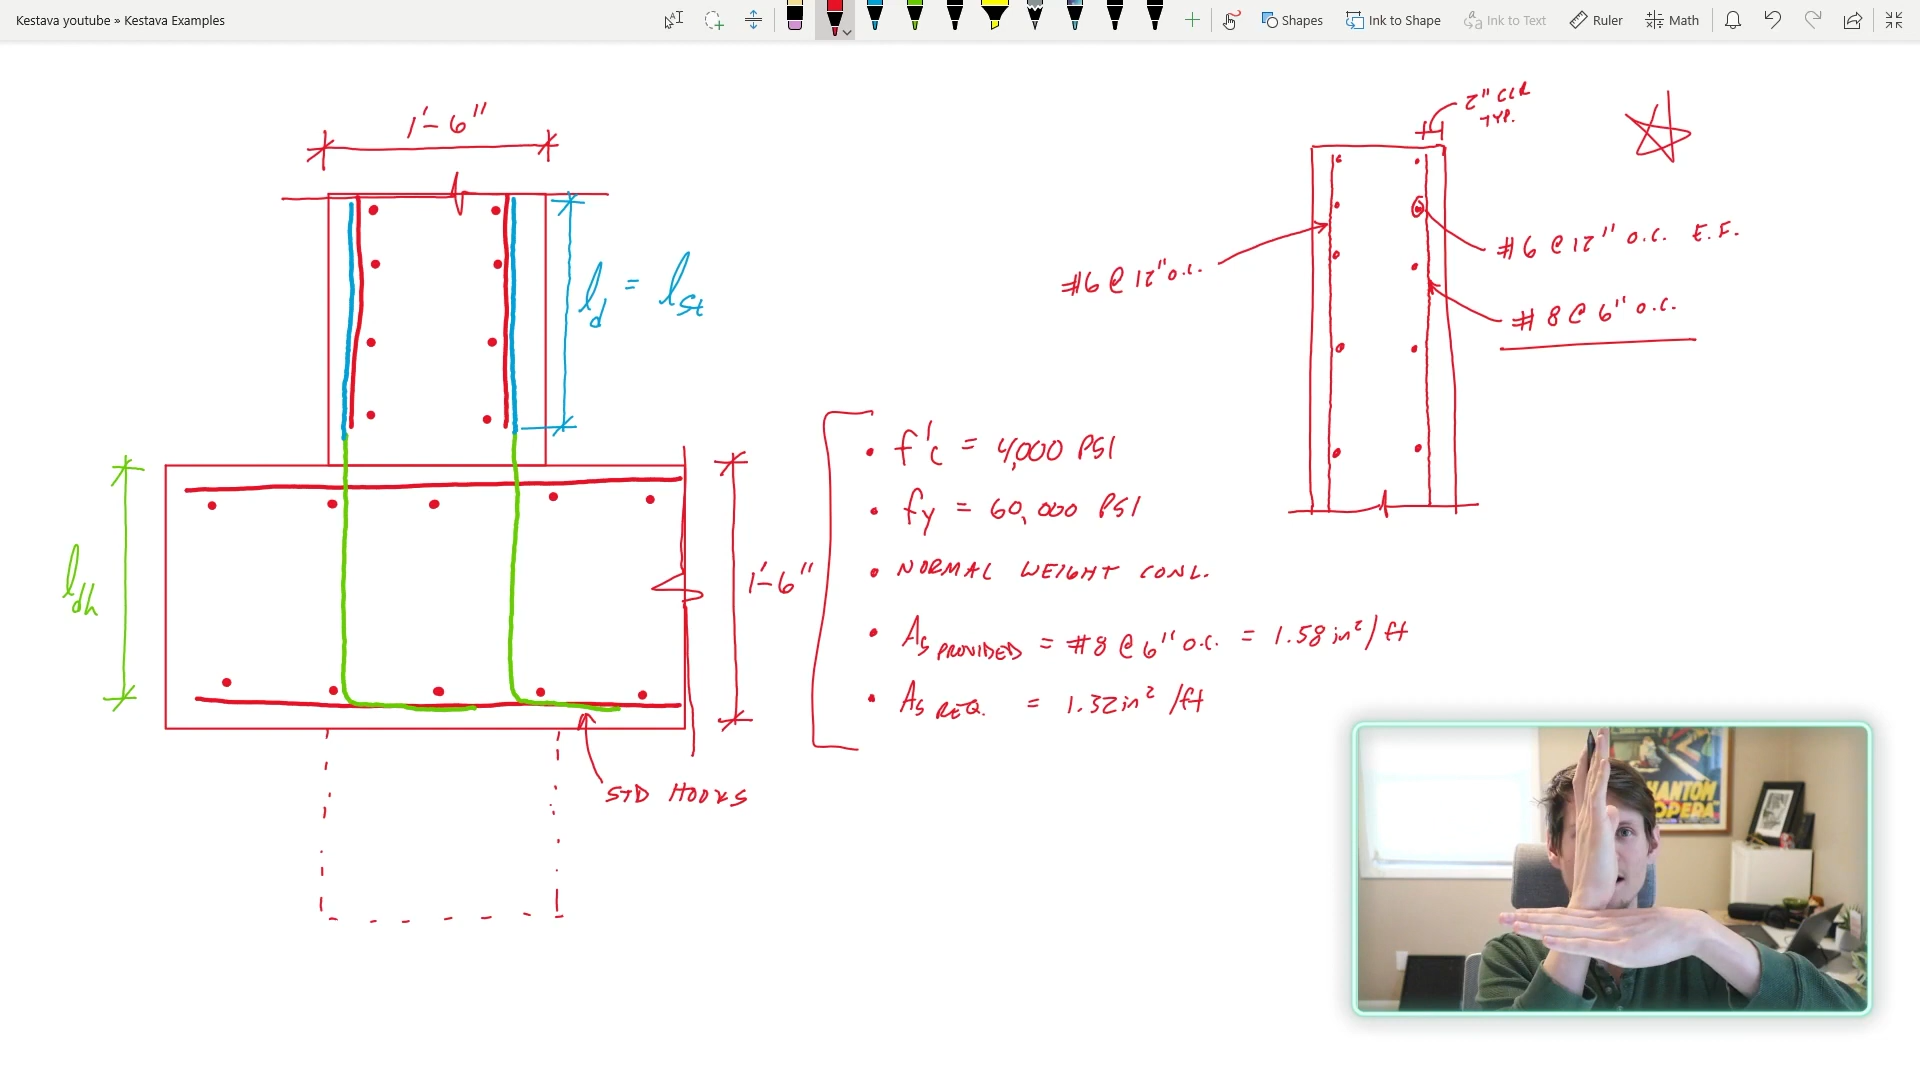 Kestava youtube » Kestava Examples
Shapes
Ink to Shape
Ink to Text
Ruler
Math
1'-6"
2" CLR
TYP.
ld = lst
#6 @ 12" o.c.
#6 @ 12" o.c. E.F.
#8 @ 6" o.c.
ldh
1'-6"
• f'c = 4,000 PSI
• fy = 60,000 PSI
• NORMAL WEIGHT CONC.
• As PROVIDED = #8 @ 6" o.c. = 1.58 in²/ft
• As REQ. = 1.32 in²/ft
STD HOOKS
HANTOM
OPERA